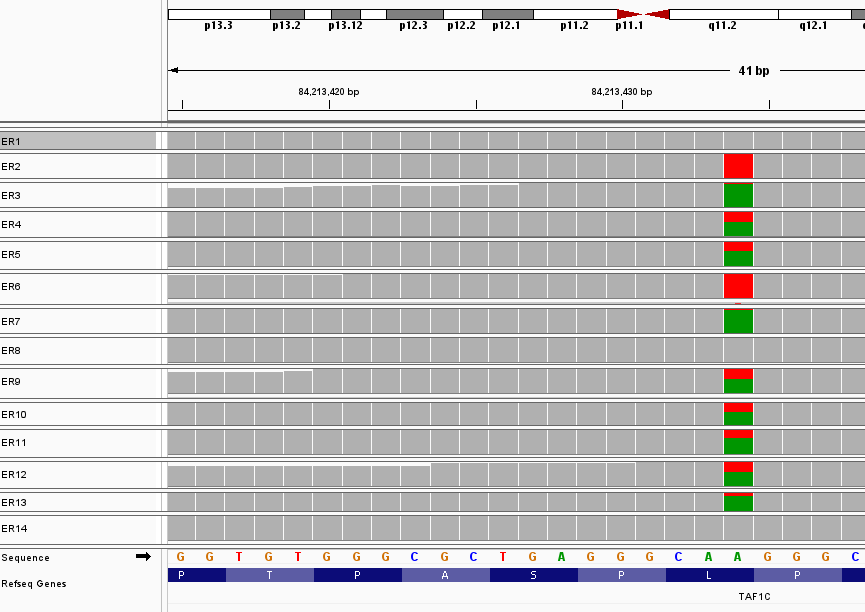 p13.3 p13.2 p13.12 p12.3 p12.2 p12.1 p11.2 p11.1 q11.2 q12.1
41 bp
84,213,420 bp 84,213,430 bp
ER1
ER2
ER3
ER4
ER5
ER6
ER7
ER8
ER9
ER10
ER11
ER12
ER13
ER14
Sequence G G T G T G G G C G C T G A G G G C A A G G G C
Refseq Genes P T P A S P L P
TAF1C